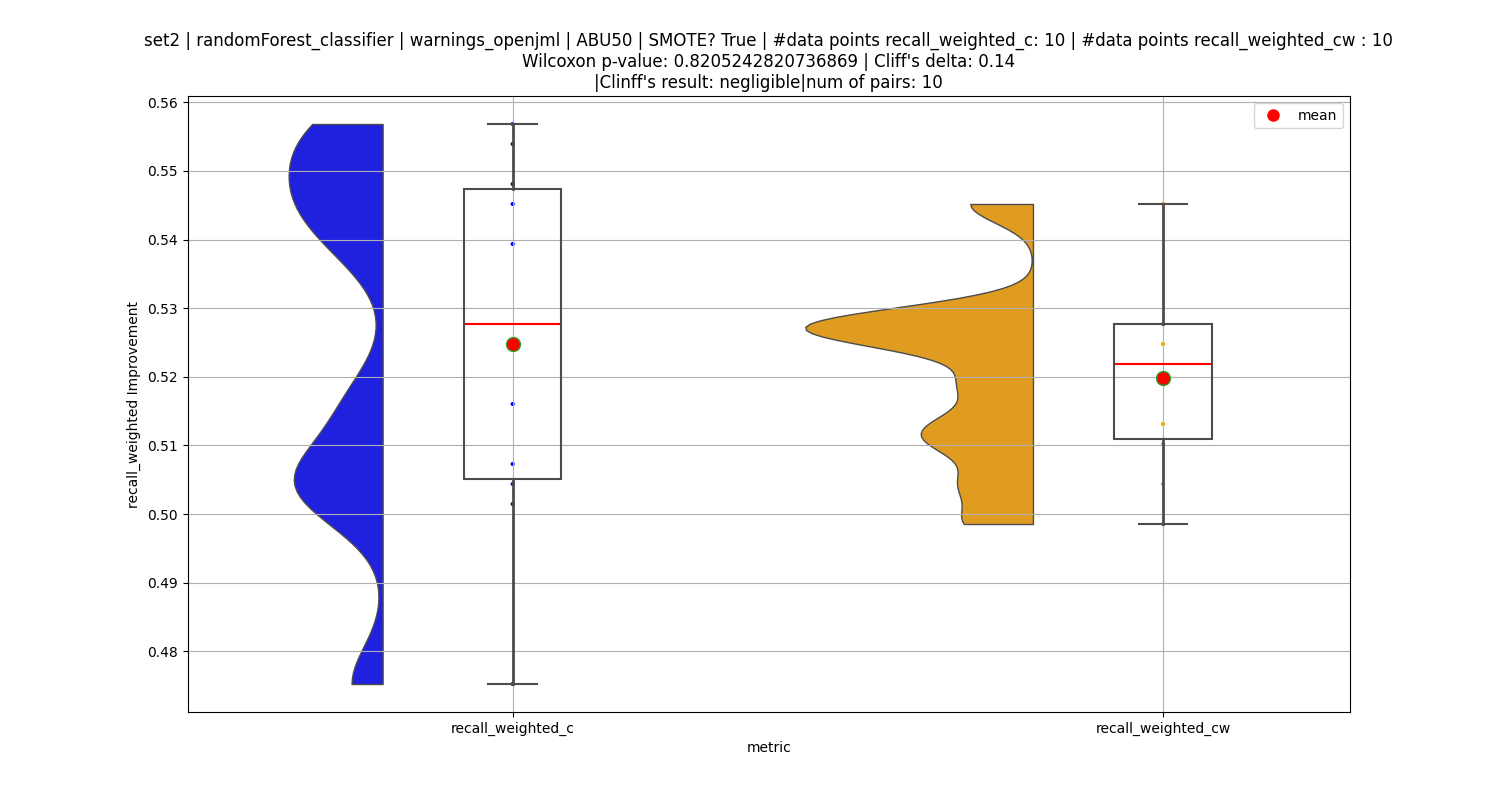 set2 | randomForest_classifier | warnings_openjml | ABU50 | SMOTE? True | #data points recall_weighted_c: 10 | #data points recall_weighted_cw : 10
Wilcoxon p-value: 0.8205242820736869 | Cliff's delta: 0.14
|Clinff's result: negligible|num of pairs: 10
mean
0.56
0.55
0.54
0.53
0.52
0.51
0.50
0.49
0.48
recall_weighted Improvement
recall_weighted_c
recall_weighted_cw
metric